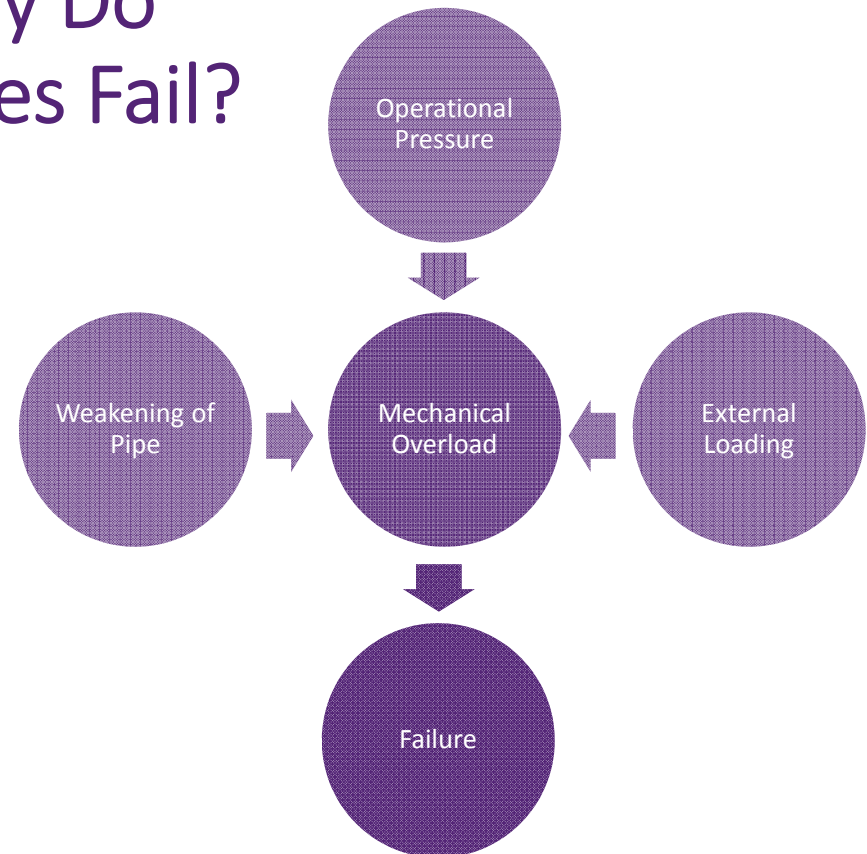 y Do
es Fail?
Operational
Pressure
Weakening of
Pipe
Mechanical
Overload
External
Loading
Failure